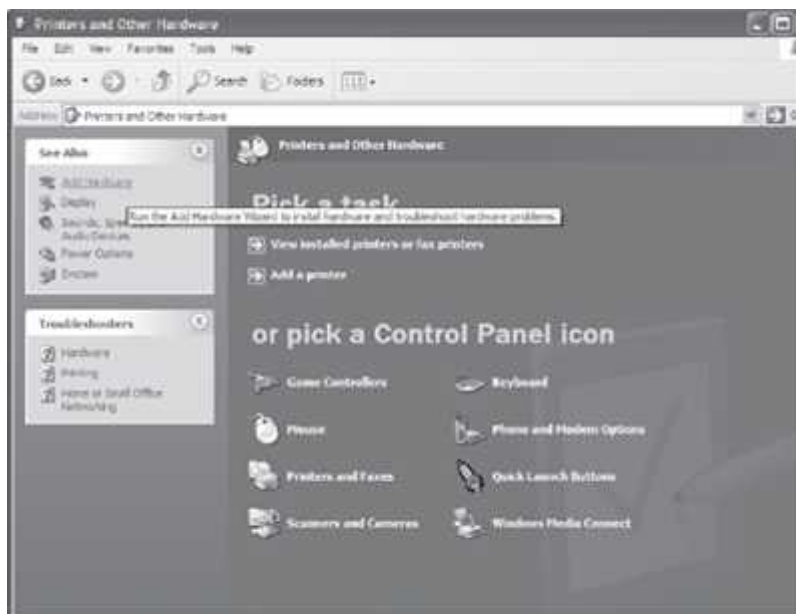 Printers and Other Hardware
File Edit View Favorites Tools Help
Back Search Folders
Address Printers and Other Hardware
See Also
Add Hardware
Display
Sounds, Speech, and
Audio Devices
Power Options
System
Run the Add Hardware Wizard to install hardware and troubleshoot hardware problems.
Troubleshooters
Hardware
Printing
Home or Small Office
Networking
Printers and Other Hardware
Pick a task
View installed printers or fax printers
Add a printer
or pick a Control Panel icon
Game Controllers
Keyboard
Mouse
Phone and Modem Options
Printers and Faxes
Quick Launch Buttons
Scanners and Cameras
Windows Media Connect